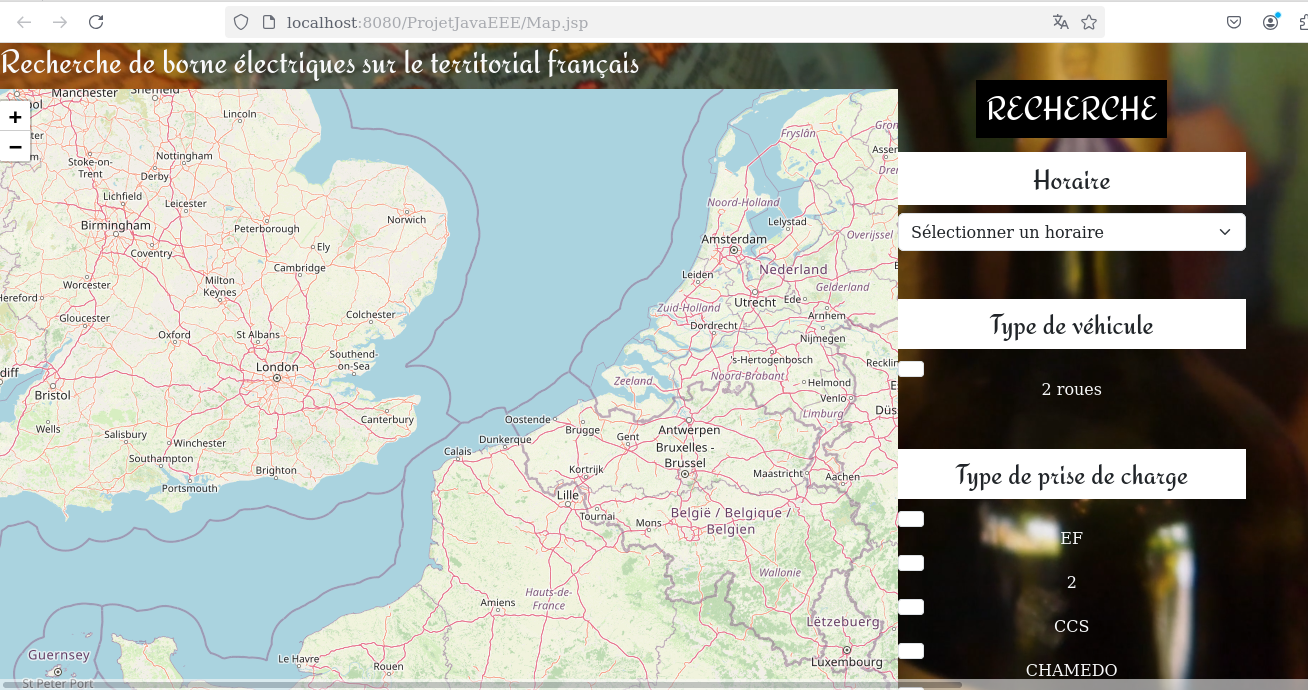 localhost:8080/ProjetJavaEEE/Map.jsp
Recherche de borne électriques sur le territorial français
+
−
Manchester
Sheffield
Lincoln
Stoke-on-
Trent
Nottingham
Derby
Lichfield
Leicester
Birmingham
Peterborough
Norwich
Coventry
Ely
Cambridge
Worcester
Milton
Keynes
Hereford
Gloucester
Colchester
Oxford
St Albans
Southend-
on-Sea
London
Bristol
Canterbury
Wells
Salisbury
Winchester
Southampton
Brighton
Portsmouth
Guernsey
St Peter Port
Fryslân
Noord-Holland
Lelystad
Amsterdam
Overijssel
Leiden
Nederland
Gelderland
Utrecht
Ede
Zuid-Holland
Dordrecht
Arnhem
Nijmegen
's-Hertogenbosch
Noord-Brabant
Zeeland
Helmond
Venlo
Limburg
Oostende
Brugge
Gent
Antwerpen
Dunkerque
Calais
Bruxelles -
Brussel
Kortrijk
Maastricht
Aachen
Lille
Tournai
Mons
België / Belgique /
Belgien
Wallonie
Amiens
Hauts-de-
France
Lëtzebuerg
Luxembourg
Le Havre
Rouen
RECHERCHE
Horaire
Sélectionner un horaire
Type de véhicule
2 roues
Type de prise de charge
EF
2
CCS
CHAMEDO